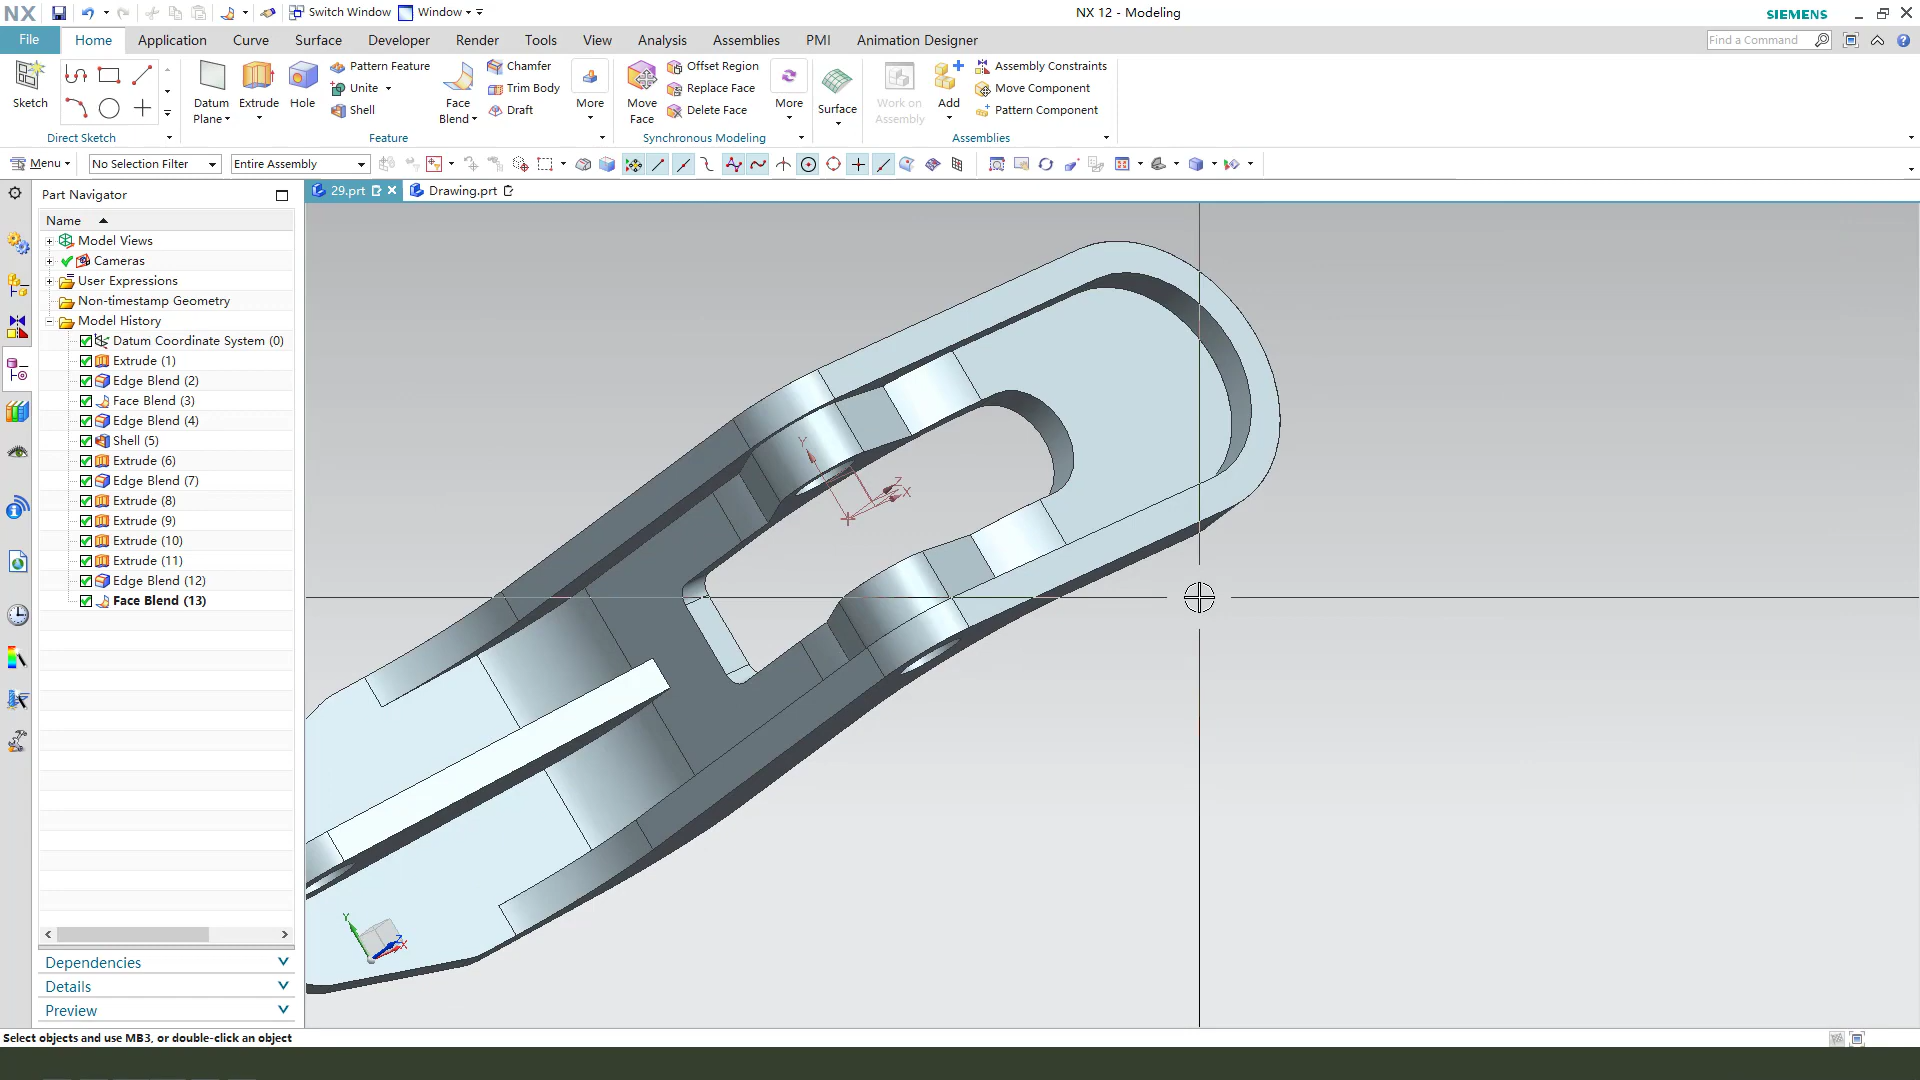 NX
Switch Window
Window
NX 12 - Modeling
SIEMENS
File
Home
Application
Curve
Surface
Developer
Render
Tools
View
Analysis
Assemblies
PMI
Animation Designer
Find a Command
Sketch
Direct Sketch
Datum Plane
Extrude
Hole
Pattern Feature
Unite
Shell
Face Blend
Chamfer
Trim Body
Draft
More
Feature
Move Face
Offset Region
Replace Face
Delete Face
More
Synchronous Modeling
Surface
Work on Assembly
Add
Assembly Constraints
Move Component
Pattern Component
Assemblies
Menu
No Selection Filter
Entire Assembly
Part Navigator
29.prt
Drawing.prt
Name
Model Views
Cameras
User Expressions
Non-timestamp Geometry
Model History
Datum Coordinate System (0)
Extrude (1)
Edge Blend (2)
Face Blend (3)
Edge Blend (4)
Shell (5)
Extrude (6)
Edge Blend (7)
Extrude (8)
Extrude (9)
Extrude (10)
Extrude (11)
Edge Blend (12)
Face Blend (13)
Y
Z
X
Y
Z
X
Dependencies
Details
Preview
Select objects and use MB3, or double-click an object